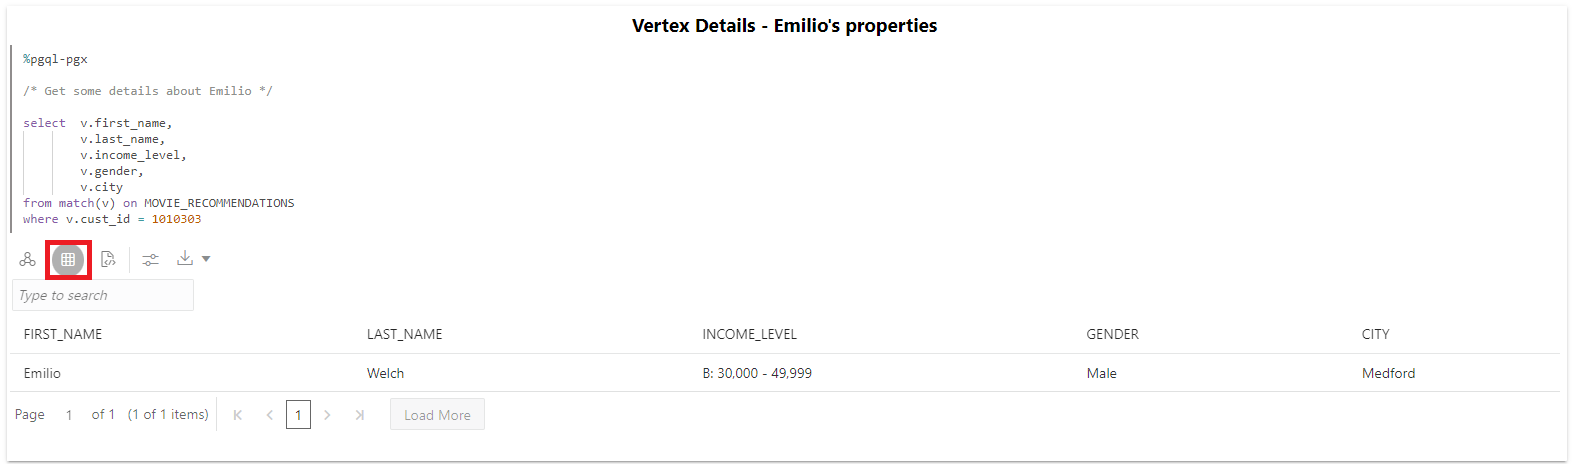 Vertex Details - Emilio's properties
%pgql-pgx
/* Get some details about Emilio */
select v.first_name,
v.last_name,
v.income_level,
v.gender,
v.city
from match(v) on MOVIE_RECOMMENDATIONS
where v.cust_id = 1010303
Type to search
FIRST_NAME LAST_NAME INCOME_LEVEL GENDER CITY
Emilio Welch B: 30,000 - 49,999 Male Medford
Page 1 of 1 (1 of 1 items) 1 Load More